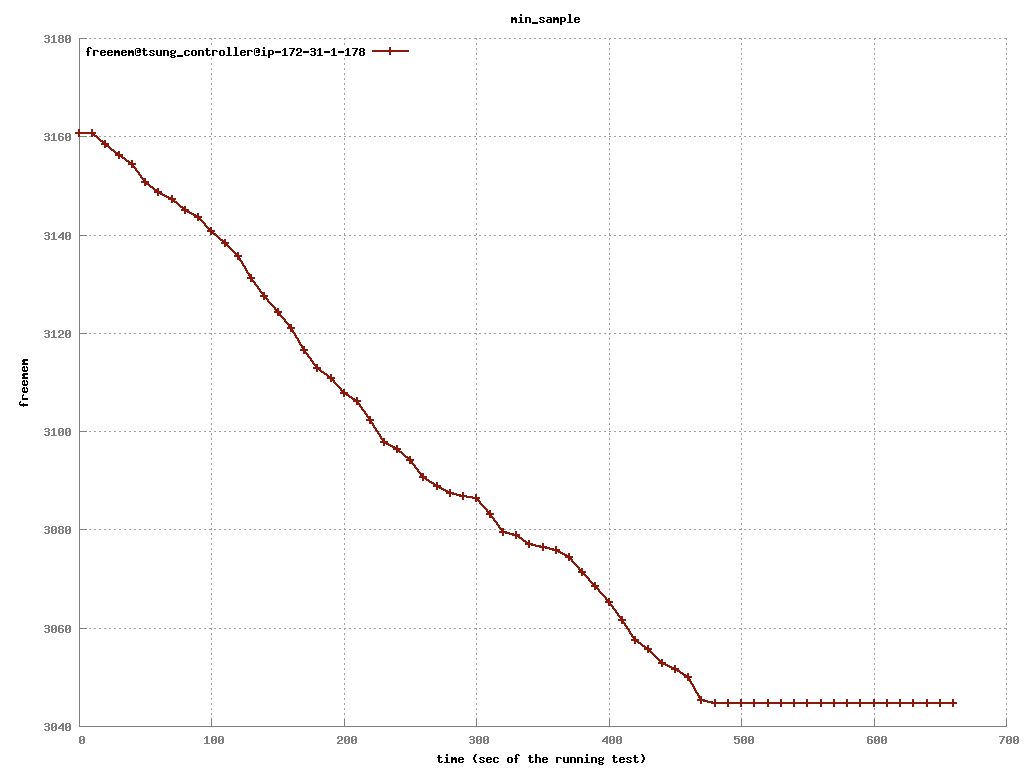 min_sample
freemem@tsung_controller@ip-172-31-1-178
3180
3160
3140
3120
3100
3080
3060
3040
freemem
0 100 200 300 400 500 600 700
time (sec of the running test)